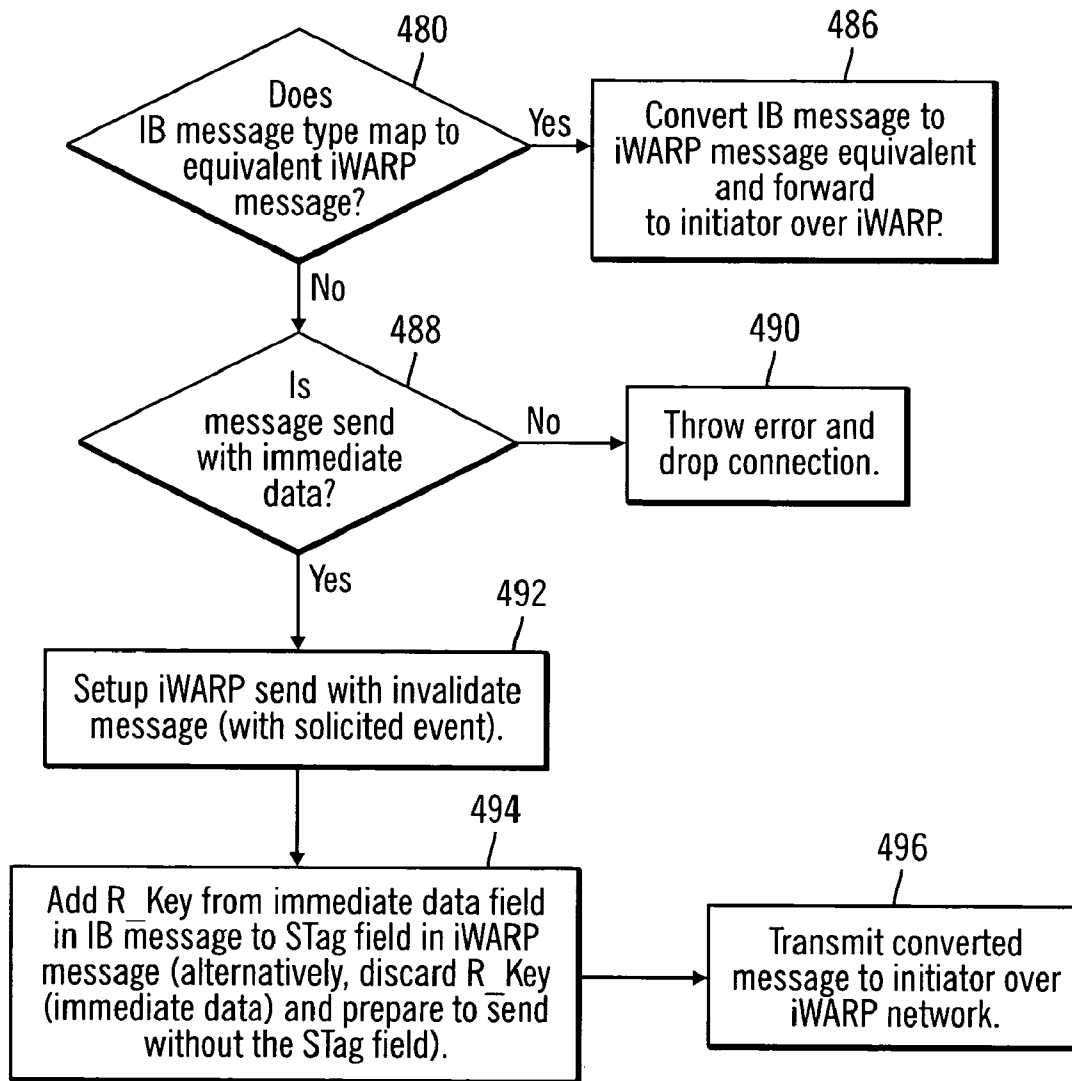 480
Does
IB message type map to
equivalent iWARP
message?
Yes
486
Convert IB message to
iWARP message equivalent
and forward
to initiator over iWARP.
No
488
Is
message send
with immediate
data?
No
490
Throw error and
drop connection.
Yes
492
Setup iWARP send with invalidate
message (with solicited event).
494
Add R_Key from immediate data field
in IB message to STag field in iWARP
message (alternatively, discard R_Key
(immediate data) and prepare to send
without the STag field).
496
Transmit converted
message to initiator over
iWARP network.